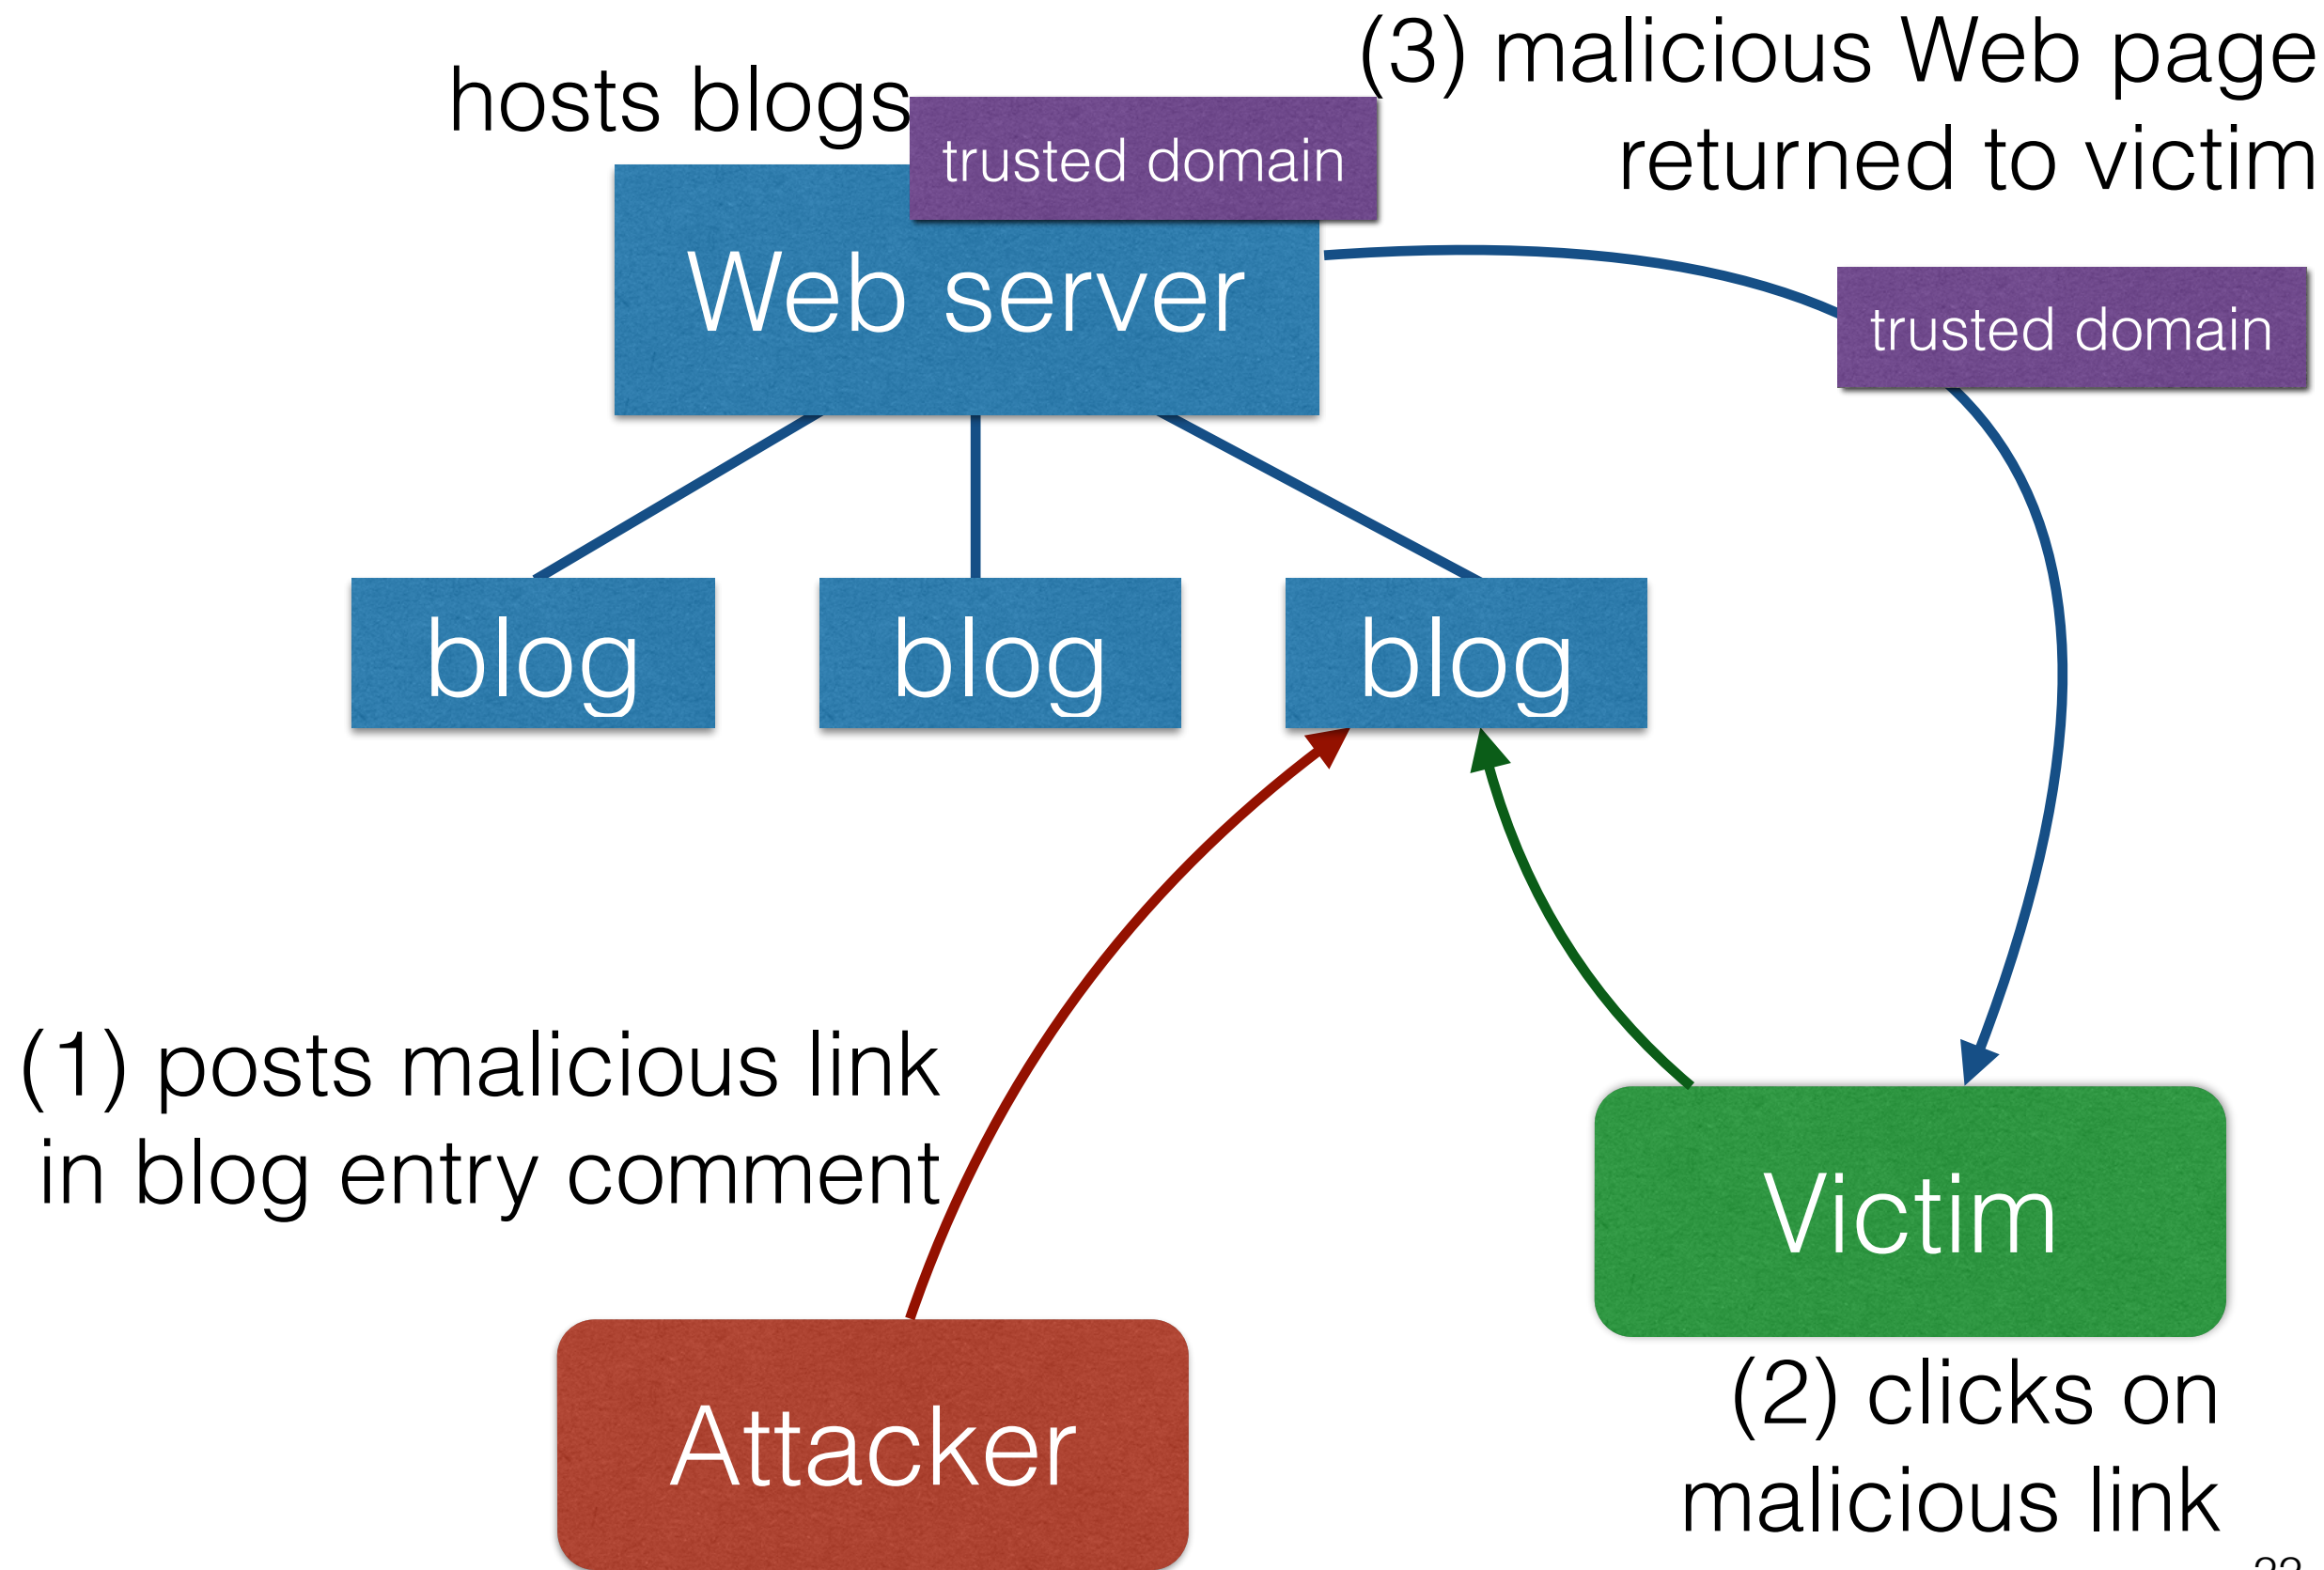 (3) malicious Web page
returned to victim
hosts blogs
trusted domain
Web server
trusted domain
blog
blog
blog
(1) posts malicious link
in blog entry comment
Victim
Attacker
(2) clicks on
malicious link